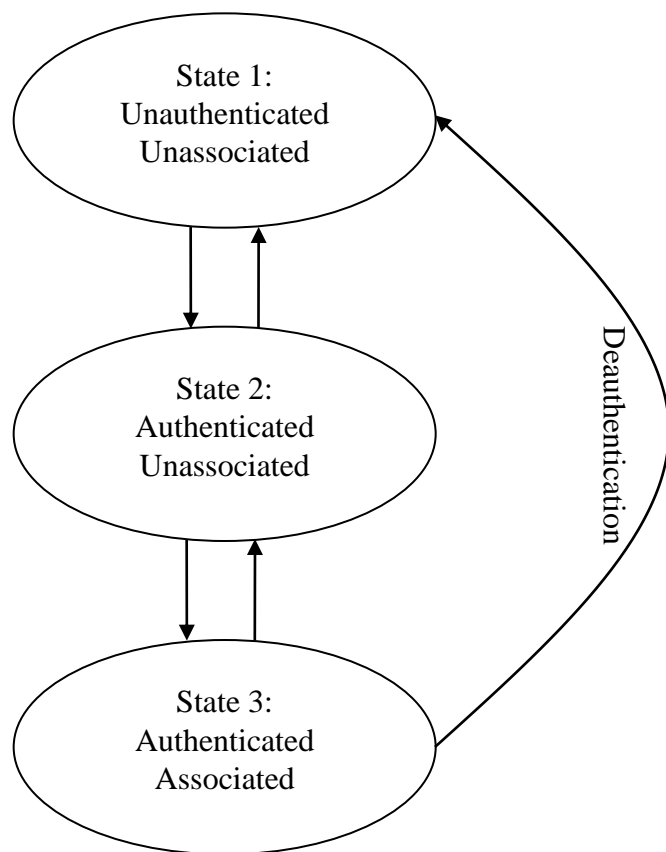 State 1:
Unauthenticated
Unassociated
State 2:
Authenticated
Unassociated
Deauthentication
State 3:
Authenticated
Associated